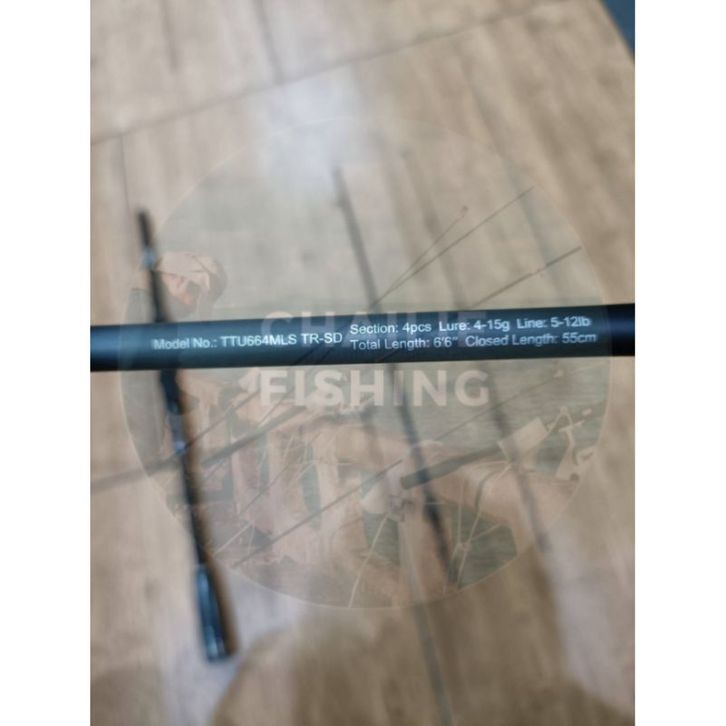 Model No.: TTU664MLS TR-SD
Section: 4pcs Lure: 4-15g Line: 5-12lb
Total Length: 6'6" Closed Length: 55cm
FISHING